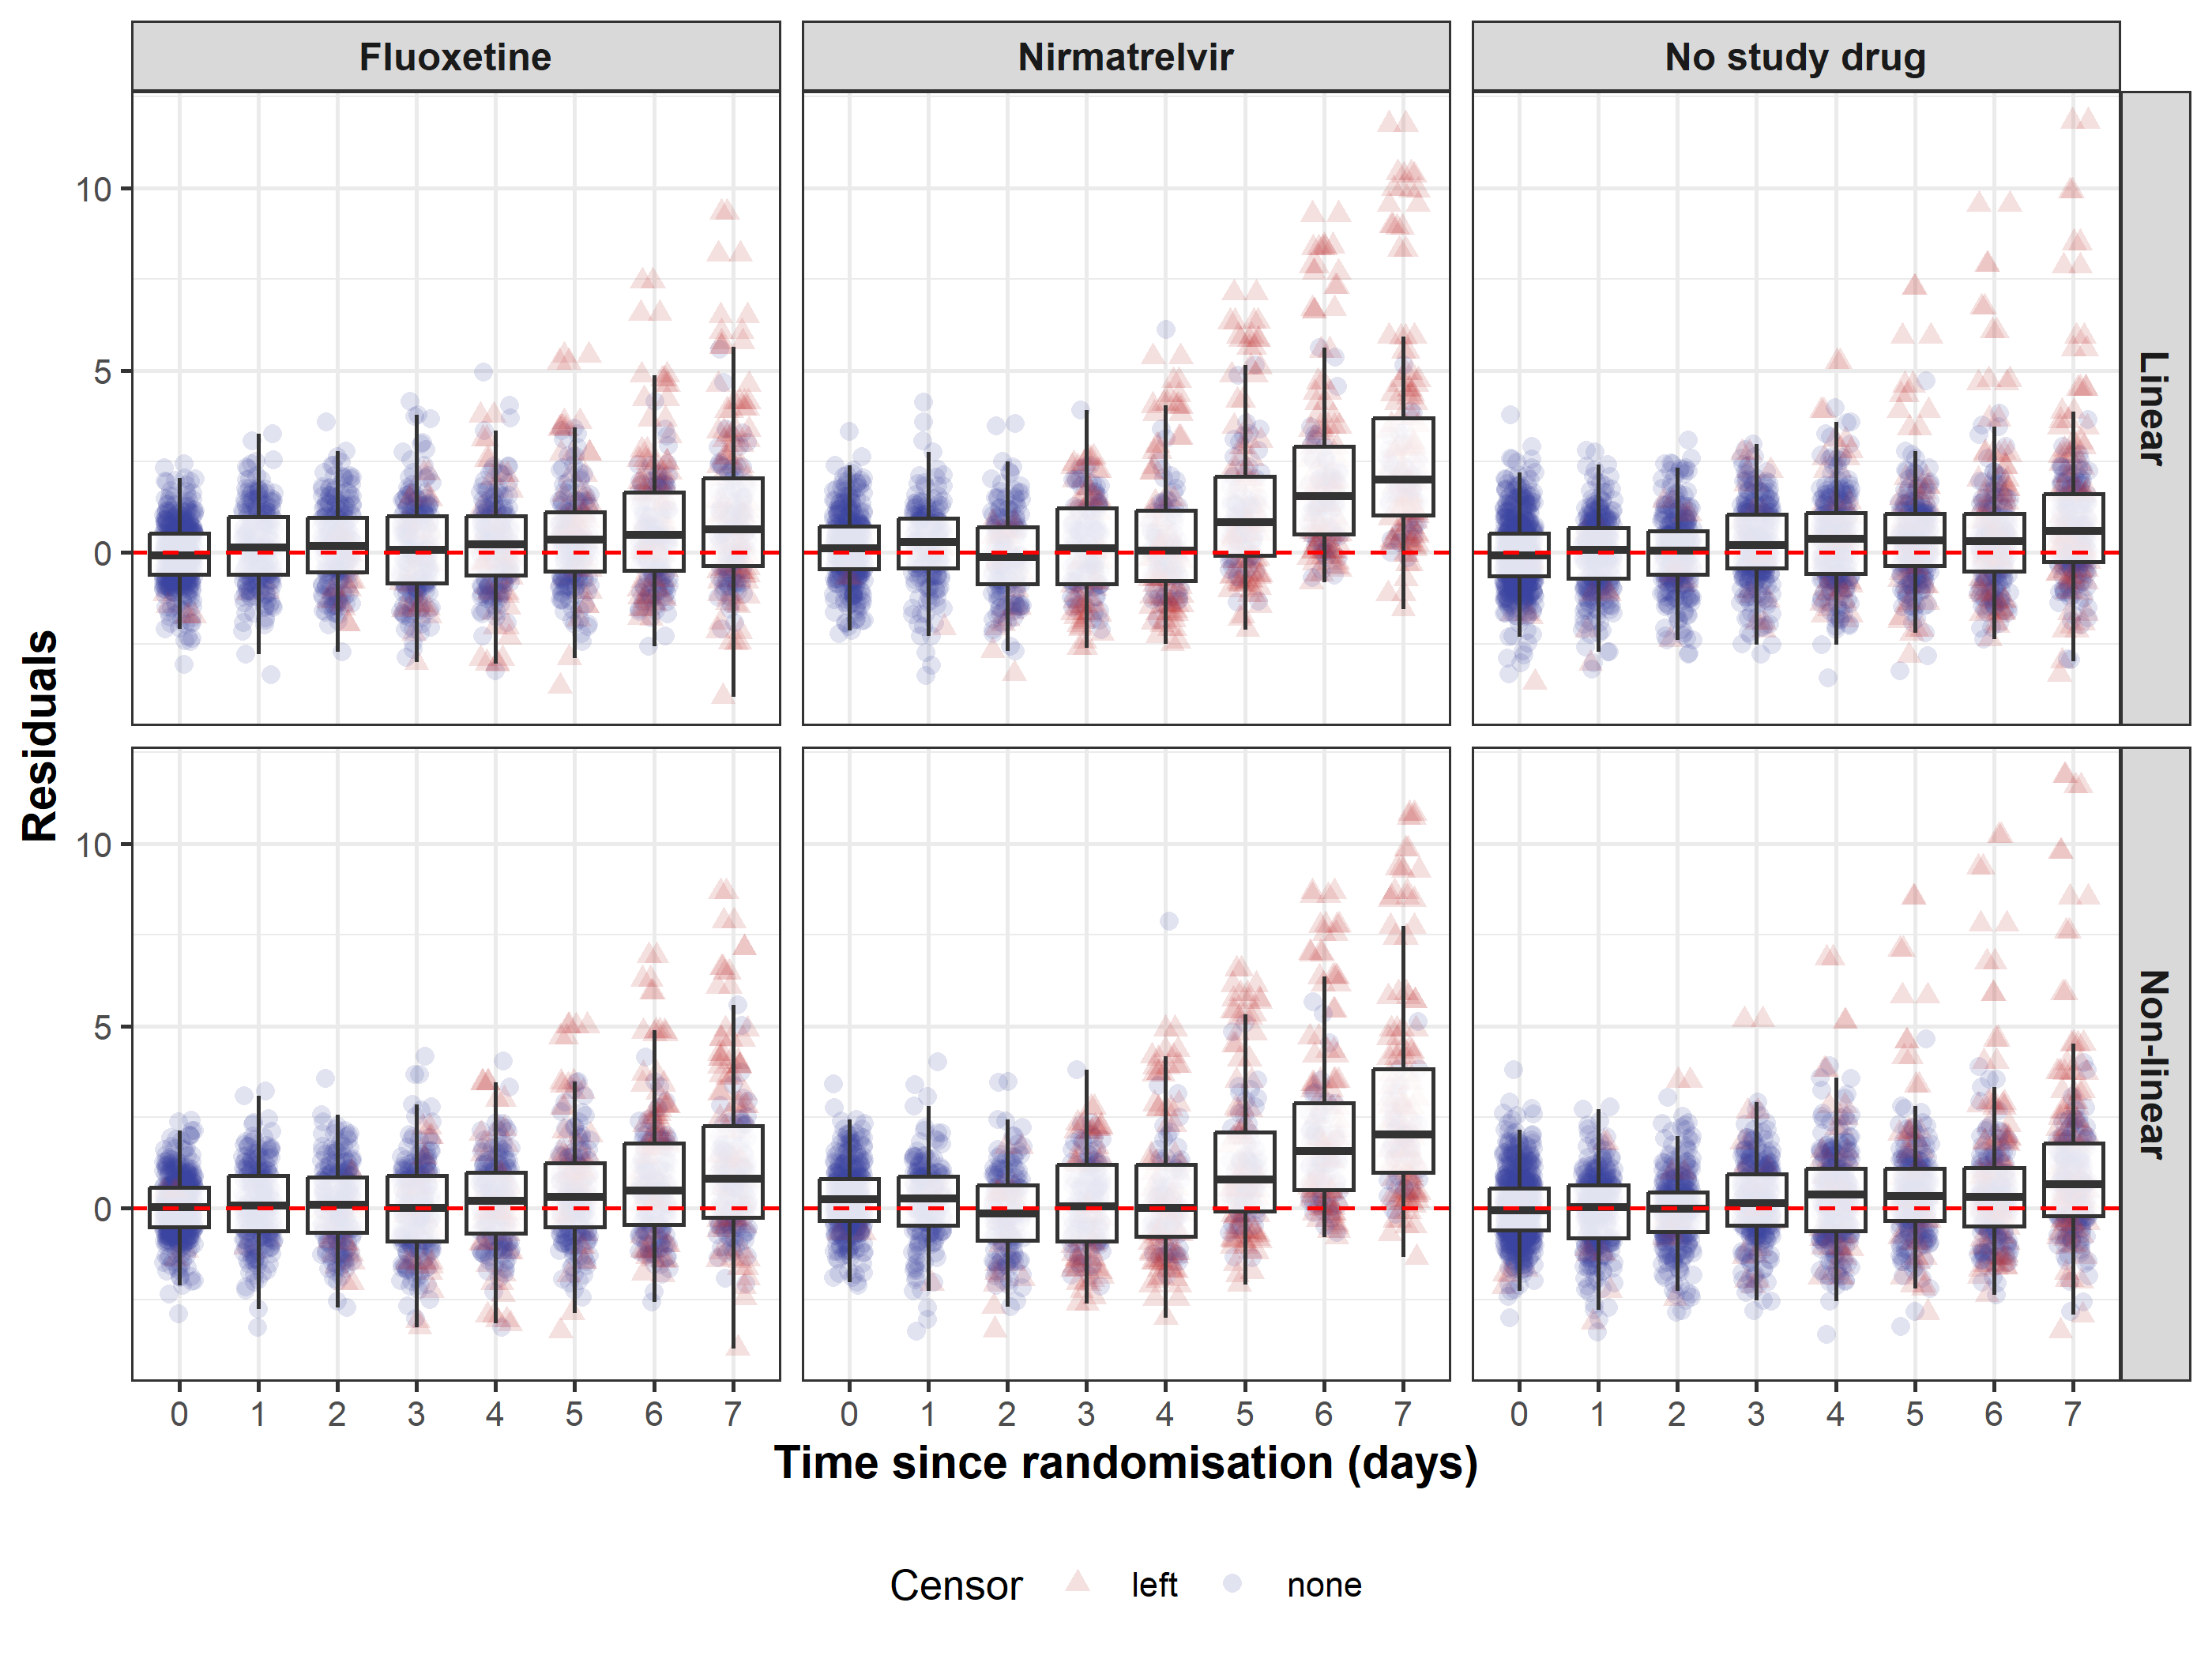 Fluoxetine Nirmatrelvir No study drug
Linear
10
5
0
Residuals
Non-linear
10
5
0
0 1 2 3 4 5 6 7 0 1 2 3 4 5 6 7 0 1 2 3 4 5 6 7
Time since randomisation (days)
Censor left none